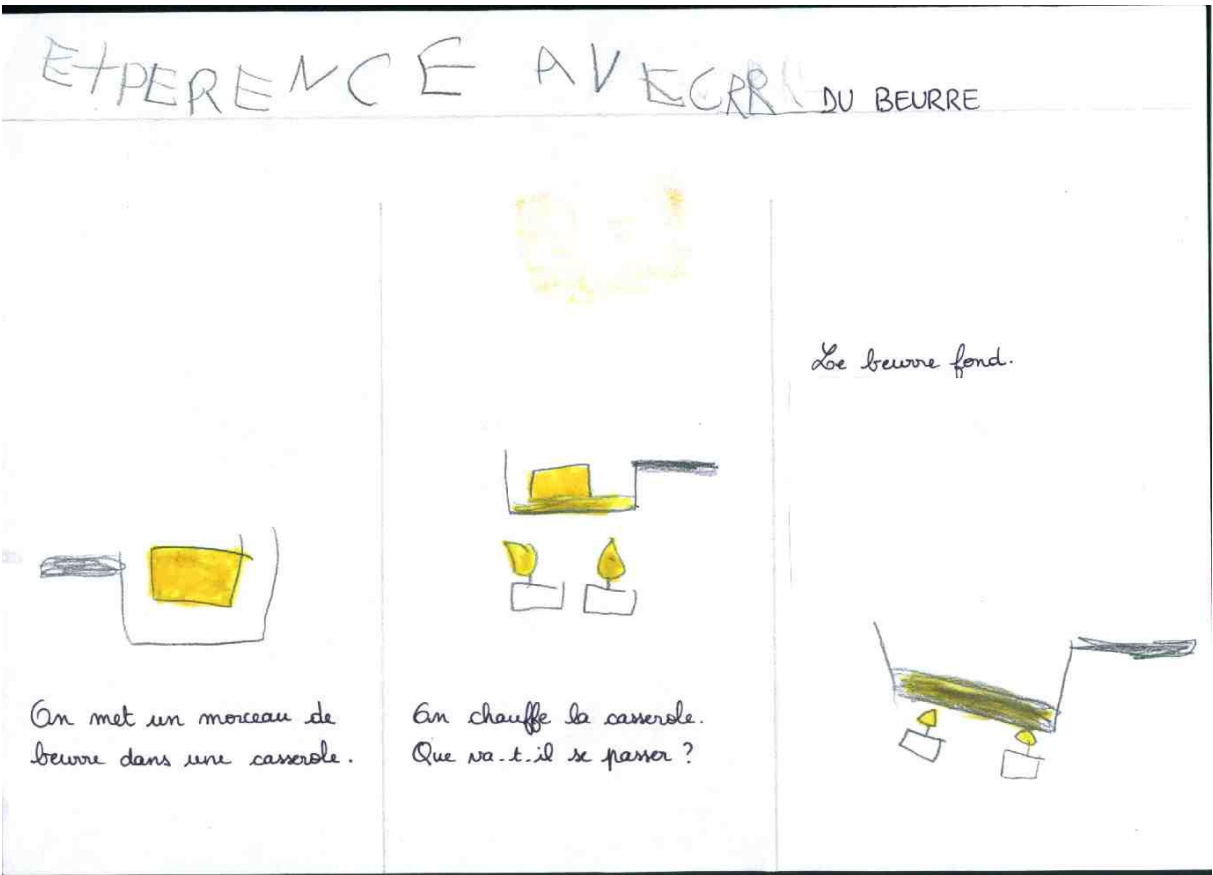 EXPERENCE AVECRR DU BEURRE
On met un morceau de
beurre dans une casserole.
On chauffe la casserole.
Que va-t-il se passer ?
Le beurre fond.